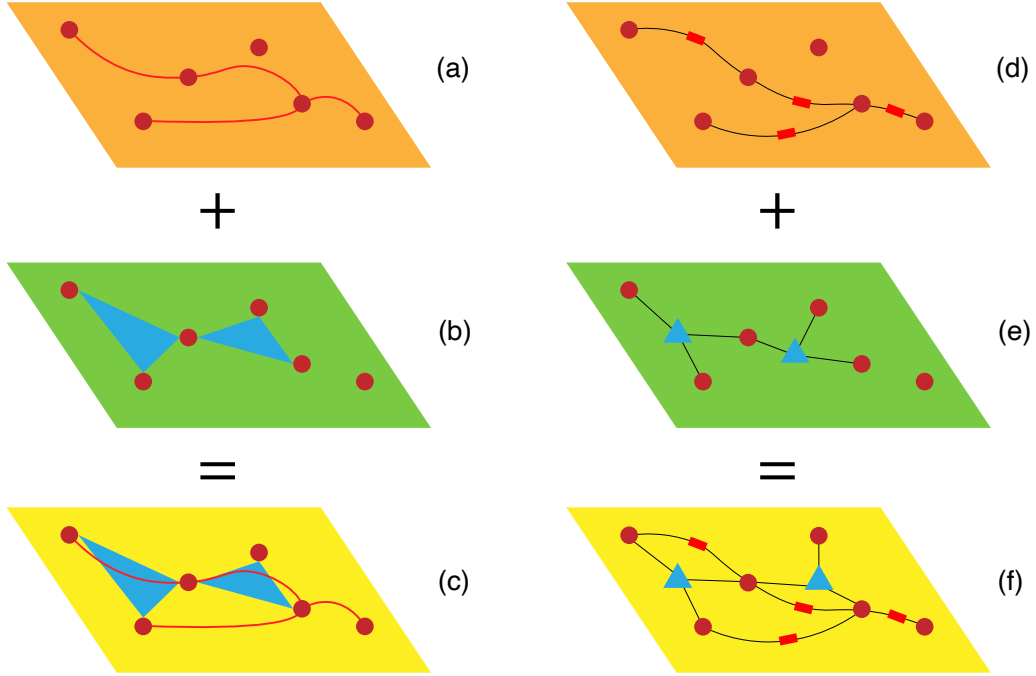 (a)
(d)
+
+
(b)
(e)
=
=
(c)
(f)